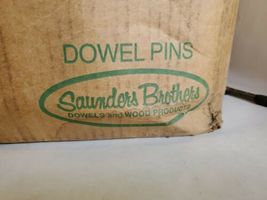 DOWEL PINS
Saunders Brothers
DOWELS and WOOD PRODUCTS